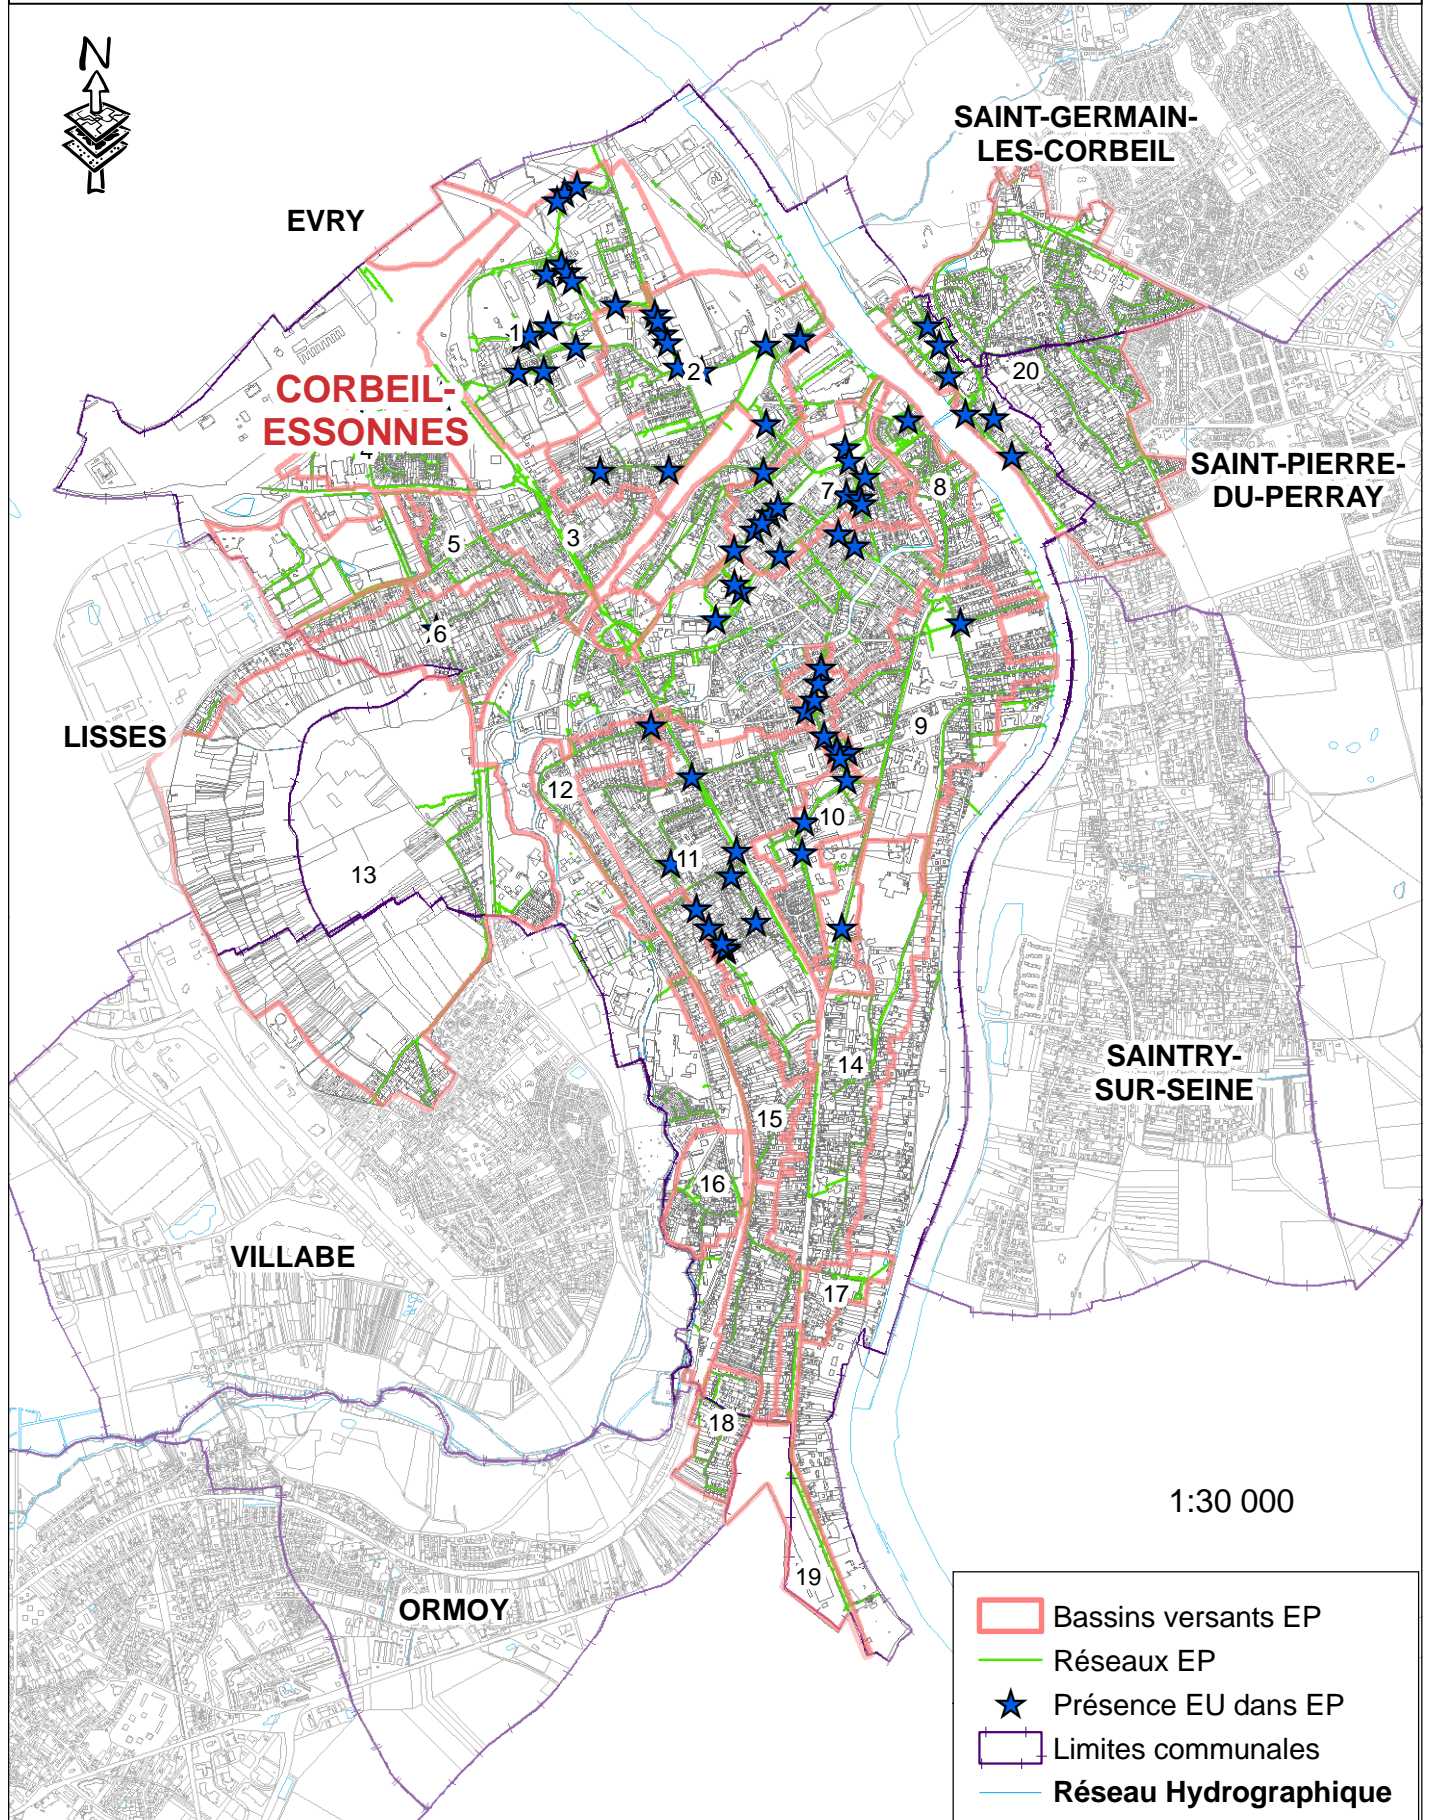 N
SAINT-GERMAIN-
LES-CORBEIL
EVRY
1
2
20
CORBEIL-
ESSONNES
4
SAINT-PIERRE-
DU-PERRAY
7
8
3
5
6
LISSES
9
12
10
11
13
SAINTRY-
SUR-SEINE
14
15
16
VILLABE
17
18
1:30 000
19
ORMOY
Bassins versants EP
Réseaux EP
Présence EU dans EP
Limites communales
Réseau Hydrographique